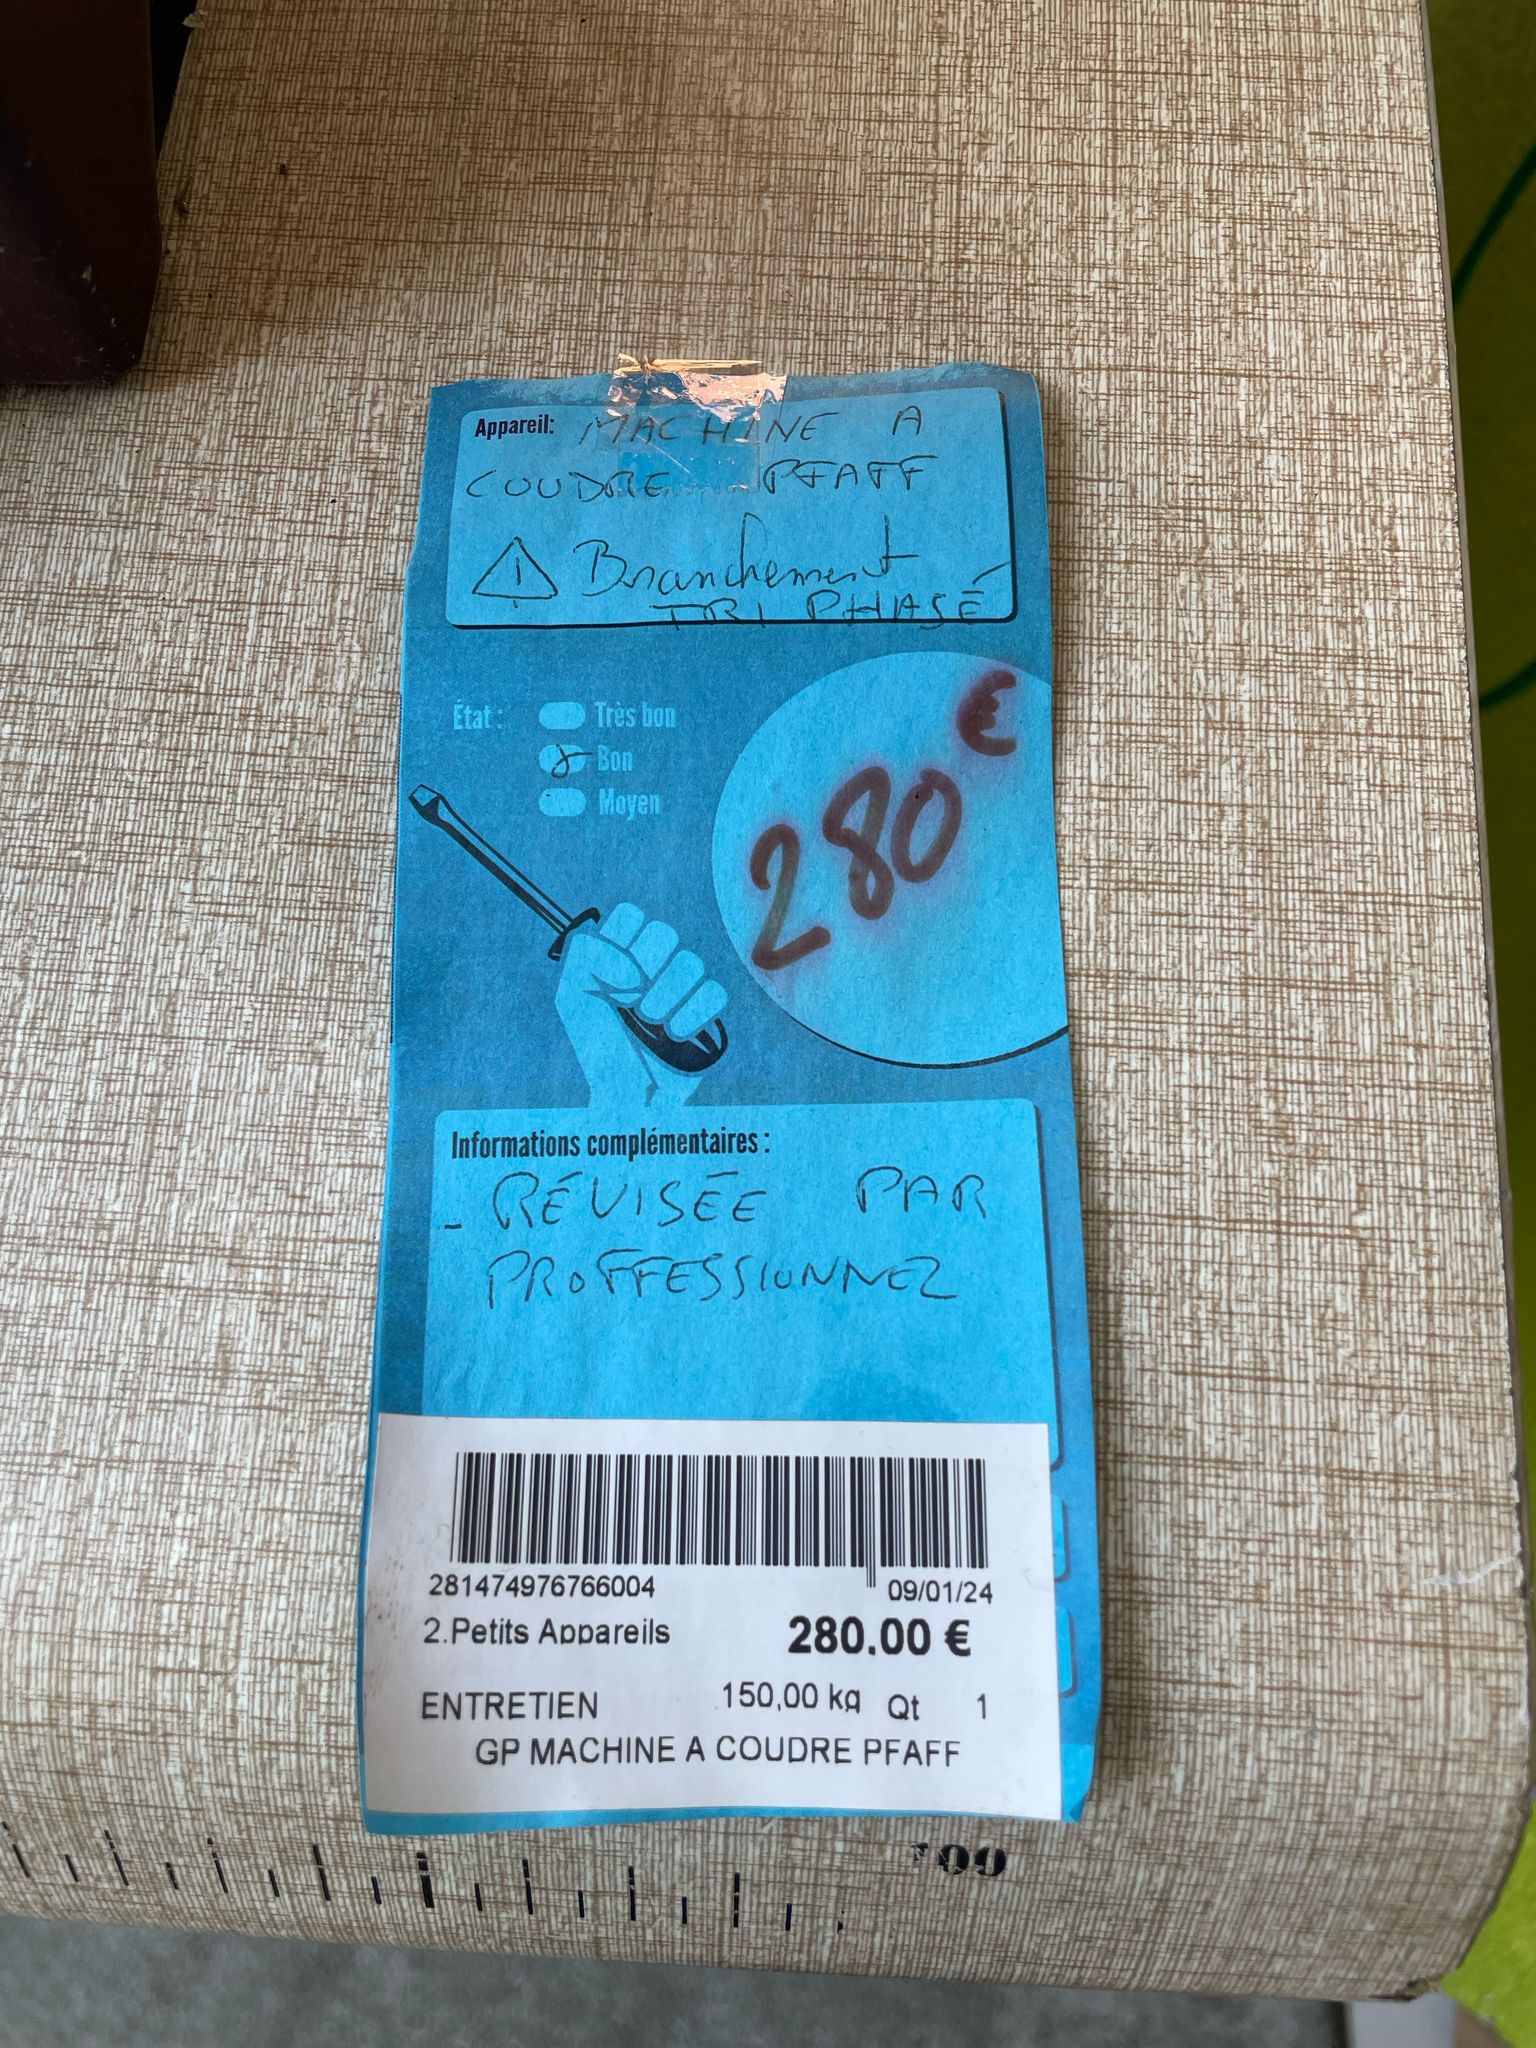 Appareil: MACHINE A
COUDRE PFAFF
! Branchement
TRI PHASÉ
État :
Très bon
Bon
Moyen
280€
Informations complémentaires :
- RÉVISÉE PAR
PROFFESSIONNEL
281474976766004 09/01/24
2.Petits Appareils 280.00 €
ENTRETIEN 150,00 kg Qt 1
GP MACHINE A COUDRE PFAFF
100